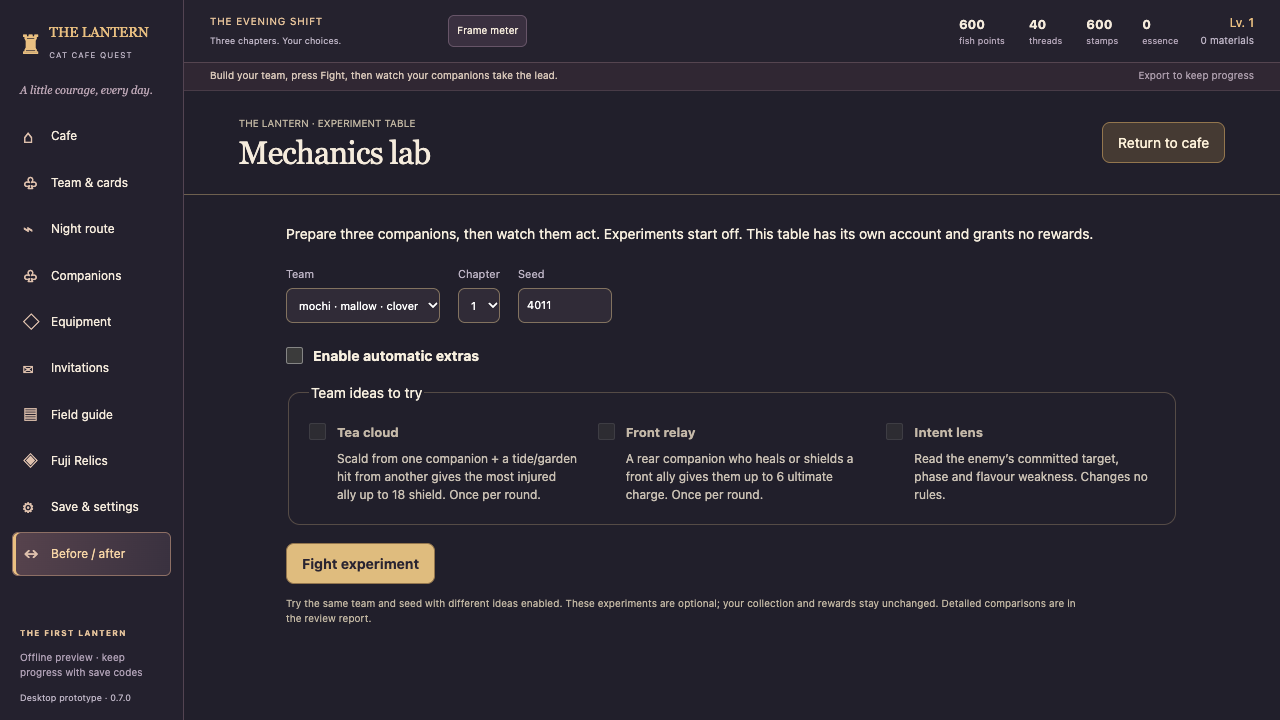 THE LANTERN
CAT CAFE QUEST
A little courage, every day.
Cafe
Team & cards
Night route
Companions
Equipment
Invitations
Field guide
Fuji Relics
Save & settings
Before / after
THE FIRST LANTERN
Offline preview · keep
progress with save codes
Desktop prototype · 0.7.0
THE EVENING SHIFT
Three chapters. Your choices.
Frame meter
600
fish points
40
threads
600
stamps
0
essence
Lv. 1
0 materials
Build your team, press Fight, then watch your companions take the lead.
Export to keep progress
THE LANTERN · EXPERIMENT TABLE
Mechanics lab
Return to cafe
Prepare three companions, then watch them act. Experiments start off. This table has its own account and grants no rewards.
Team
Chapter
Seed
mochi · mallow · clover
1
4011
Enable automatic extras
Team ideas to try
Tea cloud
Scald from one companion + a tide/garden
hit from another gives the most injured
ally up to 18 shield. Once per round.
Front relay
A rear companion who heals or shields a
front ally gives them up to 6 ultimate
charge. Once per round.
Intent lens
Read the enemy's committed target,
phase and flavour weakness. Changes no
rules.
Fight experiment
Try the same team and seed with different ideas enabled. These experiments are optional; your collection and rewards stay unchanged. Detailed comparisons are in
the review report.